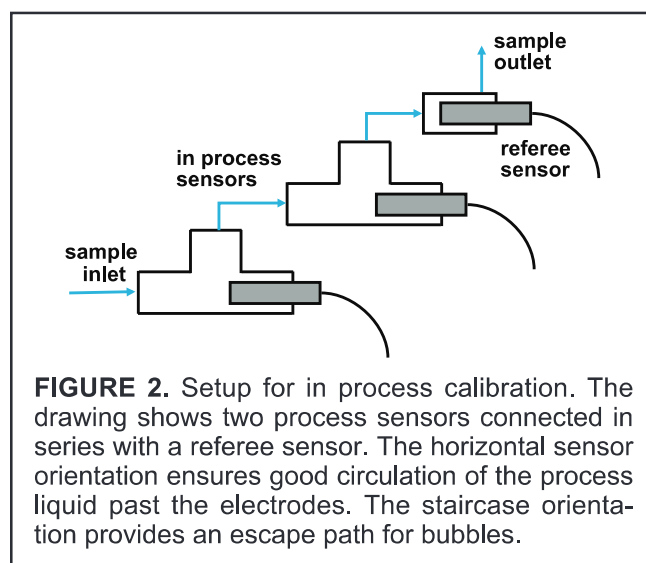 sample
outlet
referee
sensor
in process
sensors
sample
inlet
FIGURE 2. Setup for in process calibration. The
drawing shows two process sensors connected in
series with a referee sensor. The horizontal sensor
orientation ensures good circulation of the process
liquid past the electrodes. The staircase orienta-
tion provides an escape path for bubbles.